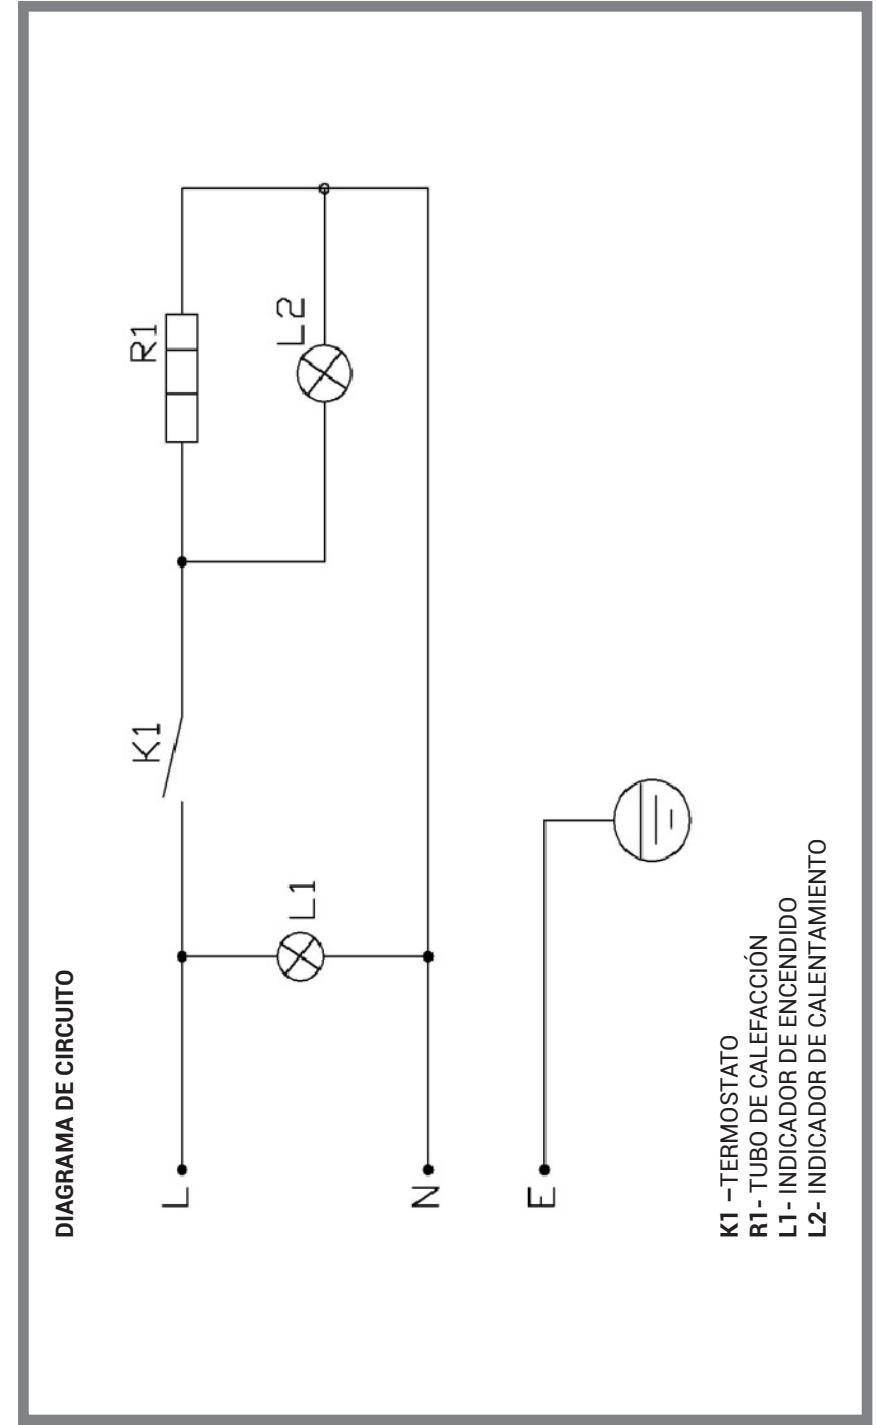 DIAGRAMA DE CIRCUITO
R1
L2
K1
L1
L
N
E
K1 –TERMOSTATO
R1- TUBO DE CALEFACCIÓN
L1- INDICADOR DE ENCENDIDO
L2- INDICADOR DE CALENTAMIENTO